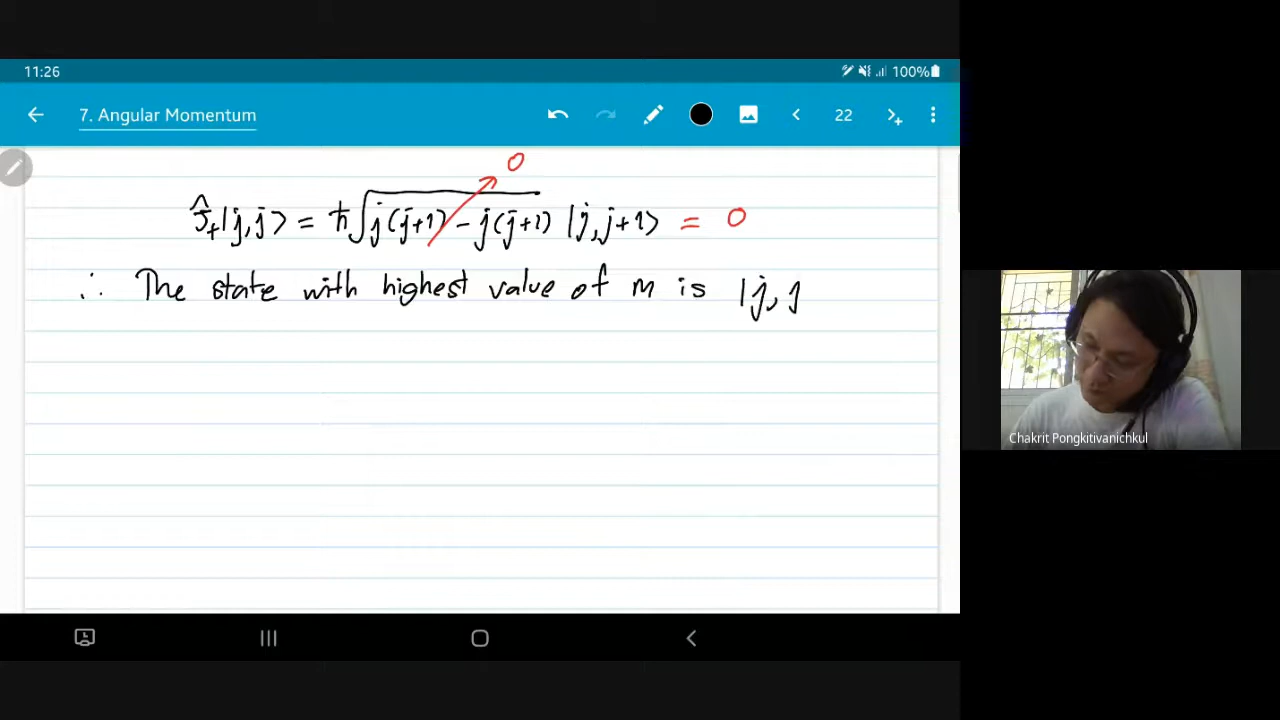 11:26
100%
7. Angular Momentum
22
0
Ĵ₊|j,j⟩ = ħ√(j(j+1) − j(j+1)) |j,j+1⟩ = 0
∴ The state with highest value of m is |j, j
Chakrit Pongkitivanichkul